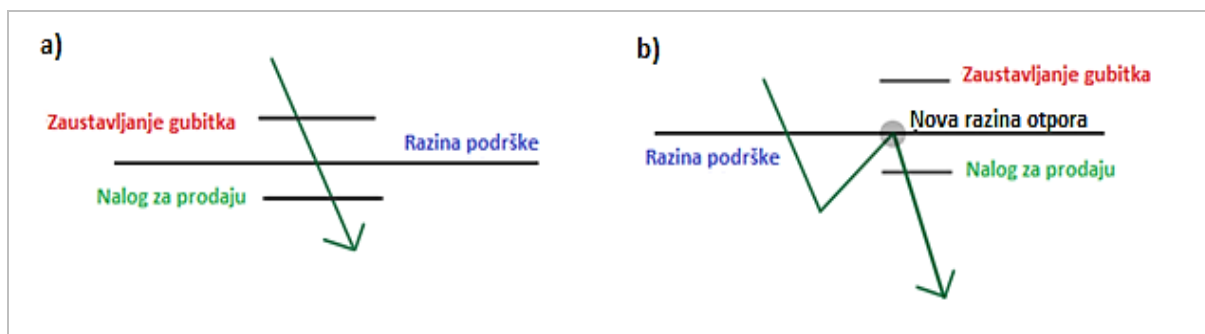 a)
Zaustavljanje gubitka
Razina podrške
Nalog za prodaju
b)
Zaustavljanje gubitka
Nova razina otpora
Razina podrške
Nalog za prodaju